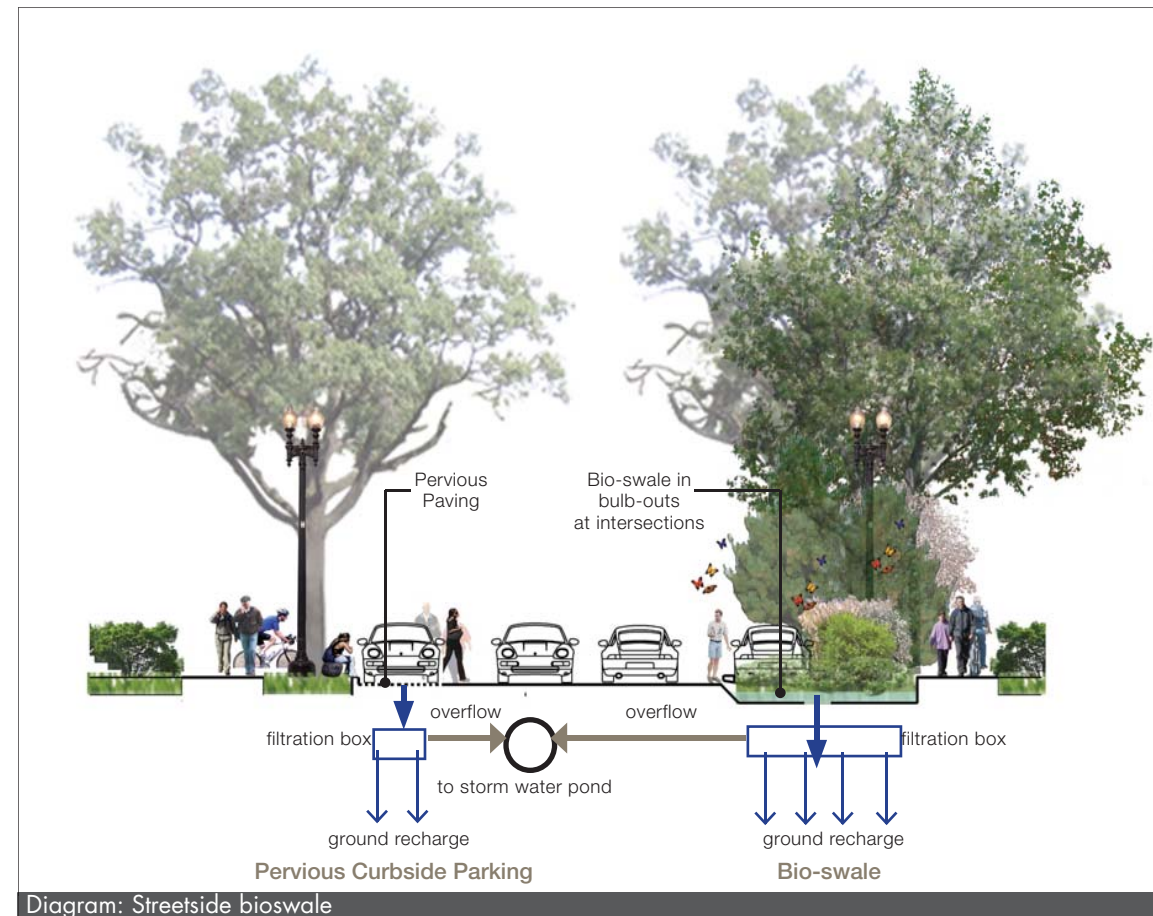 Pervious
Paving
Bio-swale in
bulb-outs
at intersections
overflow
overflow
filtration box
filtration box
to storm water pond
ground recharge
ground recharge
Pervious Curbside Parking
Bio-swale
Diagram: Streetside bioswale